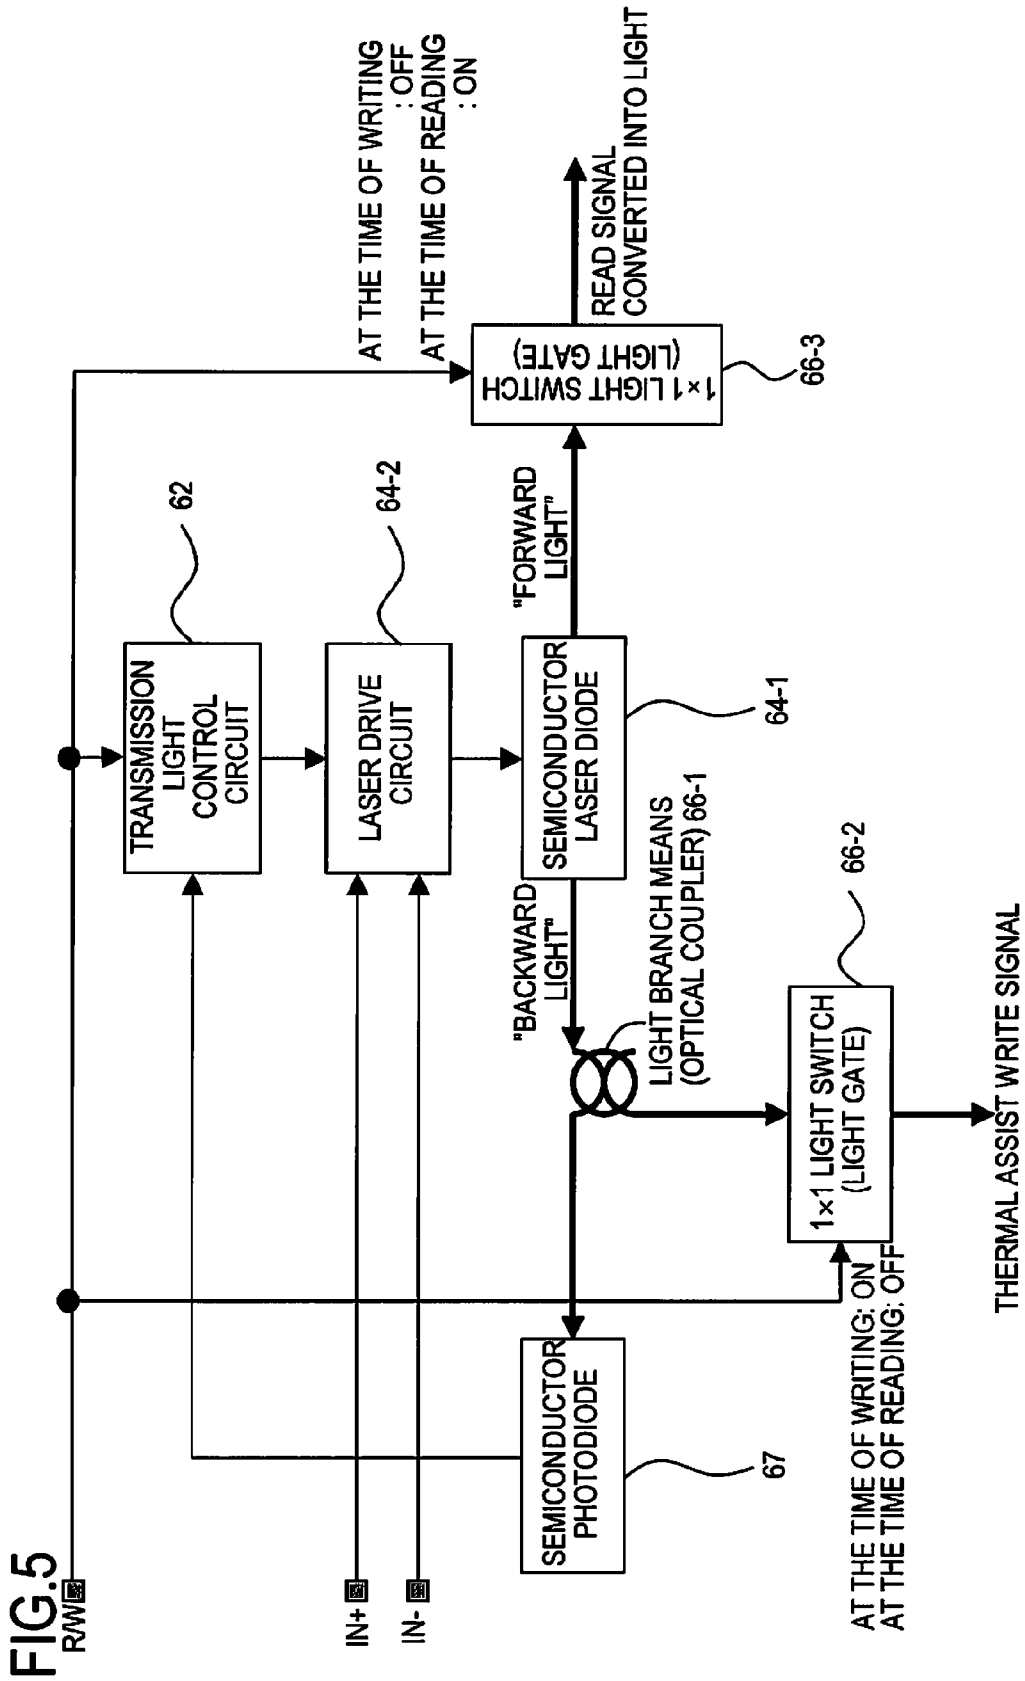 FIG.5
R/W
IN+
IN-
TRANSMISSION
LIGHT
CONTROL
CIRCUIT
62
LASER DRIVE
CIRCUIT
64-2
AT THE TIME OF WRITING
: OFF
AT THE TIME OF READING
: ON
SEMICONDUCTOR
PHOTODIODE
67
"BACKWARD
LIGHT"
SEMICONDUCTOR
LASER DIODE
64-1
"FORWARD
LIGHT"
1×1 LIGHT SWITCH
(LIGHT GATE)
66-3
READ SIGNAL
CONVERTED INTO LIGHT
LIGHT BRANCH MEANS
(OPTICAL COUPLER) 66-1
1×1 LIGHT SWITCH
(LIGHT GATE)
66-2
AT THE TIME OF WRITING: ON
AT THE TIME OF READING: OFF
THERMAL ASSIST WRITE SIGNAL